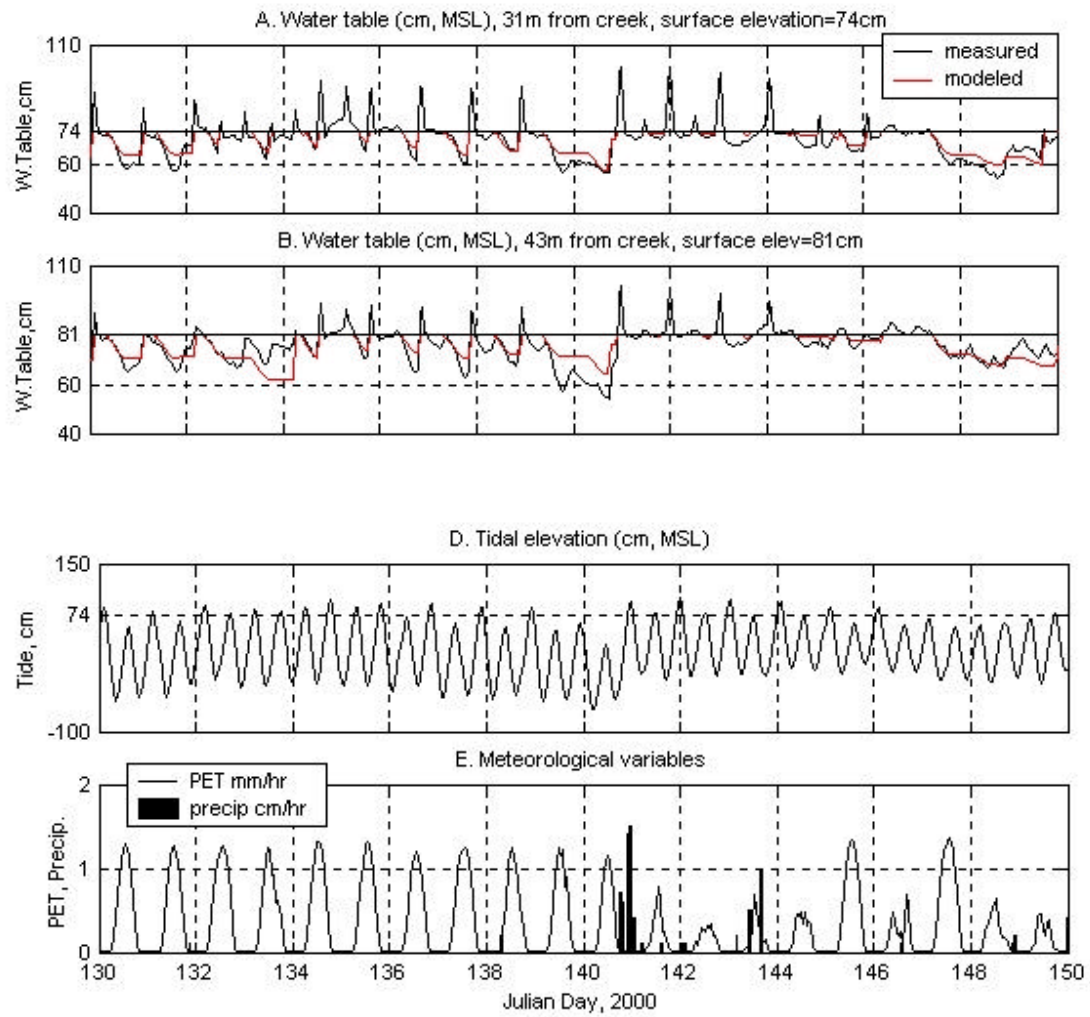 A. Water table (cm, MSL), 31m from creek, surface elevation=74cm
110
measured
modeled
W.Table,cm
74
60
40
B. Water table (cm, MSL), 43m from creek, surface elev=81cm
110
W.Table,cm
81
60
40
D. Tidal elevation (cm, MSL)
150
Tide, cm
74
-100
E. Meteorological variables
2
PET mm/hr
precip cm/hr
PET, Precip.
1
0
130 132 134 136 138 140 142 144 146 148 150
Julian Day, 2000